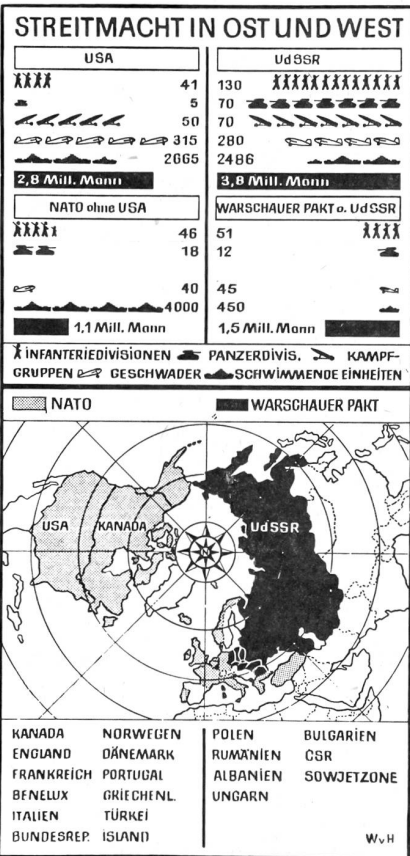 STREITMACHT IN OST UND WEST
USA
41
5
50
315
2665
2,8 Mill. Mann
UdSSR
130
70
70
280
2486
3,8 Mill. Mann
NATO ohne USA
46
18
40
4000
1,1 Mill. Mann
WARSCHAUER PAKT o. UdSSR
51
12
45
450
1,5 Mill. Mann
INFANTERIEDIVISIONEN PANZERDIVIS. KAMPF-
GRUPPEN GESCHWADER SCHWIMMENDE EINHEITEN
NATO WARSCHAUER PAKT
USA KANADA UdSSR
N
KANADA NORWEGEN
ENGLAND DÄNEMARK
FRANKREICH PORTUGAL
BENELUX GRIECHENL.
ITALIEN TÜRKEI
BUNDESREP. ISLAND
POLEN BULGARIEN
RUMÄNIEN CSR
ALBANIEN SOWJETZONE
UNGARN
WvH